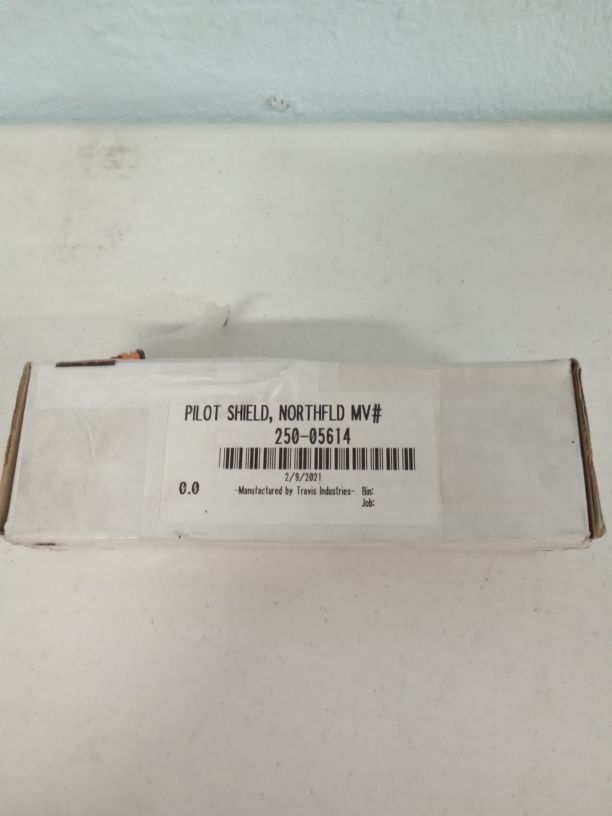 PILOT SHIELD, NORTHFLD MV#
250-05614
2/9/2021
0.0 -Manufactured by Travis Industries- Bin:
Job: